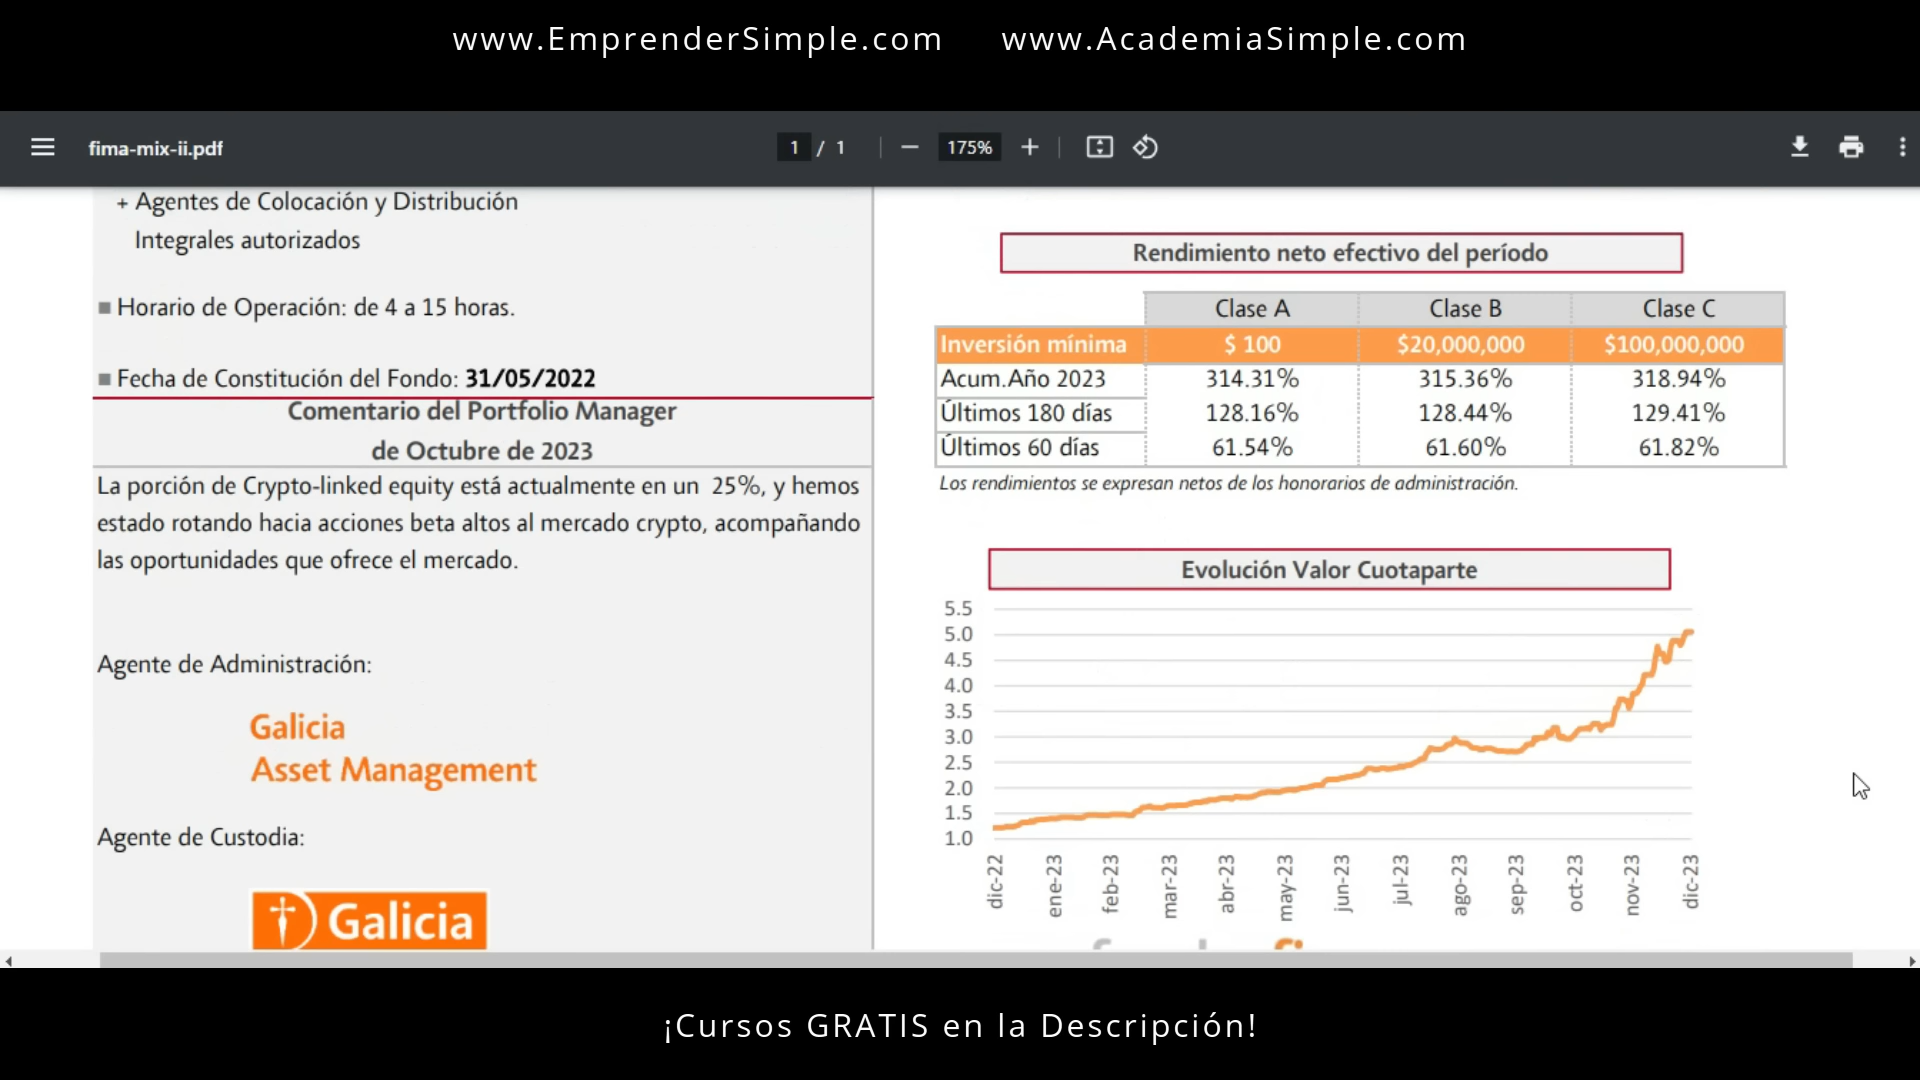 www.EmprenderSimple.com www.AcademiaSimple.com
fima-mix-ii.pdf
1 / 1
175%
+ Agentes de Colocación y Distribución
Integrales autorizados
Horario de Operación: de 4 a 15 horas.
Fecha de Constitución del Fondo: 31/05/2022
Comentario del Portfolio Manager
de Octubre de 2023
La porción de Crypto-linked equity está actualmente en un 25%, y hemos
estado rotando hacia acciones beta altos al mercado crypto, acompañando
las oportunidades que ofrece el mercado.
Agente de Administración:
Galicia
Asset Management
Agente de Custodia:
Galicia
Rendimiento neto efectivo del período
Clase A Clase B Clase C
Inversión mínima $ 100 $20,000,000 $100,000,000
Acum.Año 2023 314.31% 315.36% 318.94%
Últimos 180 días 128.16% 128.44% 129.41%
Últimos 60 días 61.54% 61.60% 61.82%
Los rendimientos se expresan netos de los honorarios de administración.
Evolución Valor Cuotaparte
5.5
5.0
4.5
4.0
3.5
3.0
2.5
2.0
1.5
1.0
dic-22 ene-23 feb-23 mar-23 abr-23 may-23 jun-23 jul-23 ago-23 sep-23 oct-23 nov-23 dic-23
¡Cursos GRATIS en la Descripción!